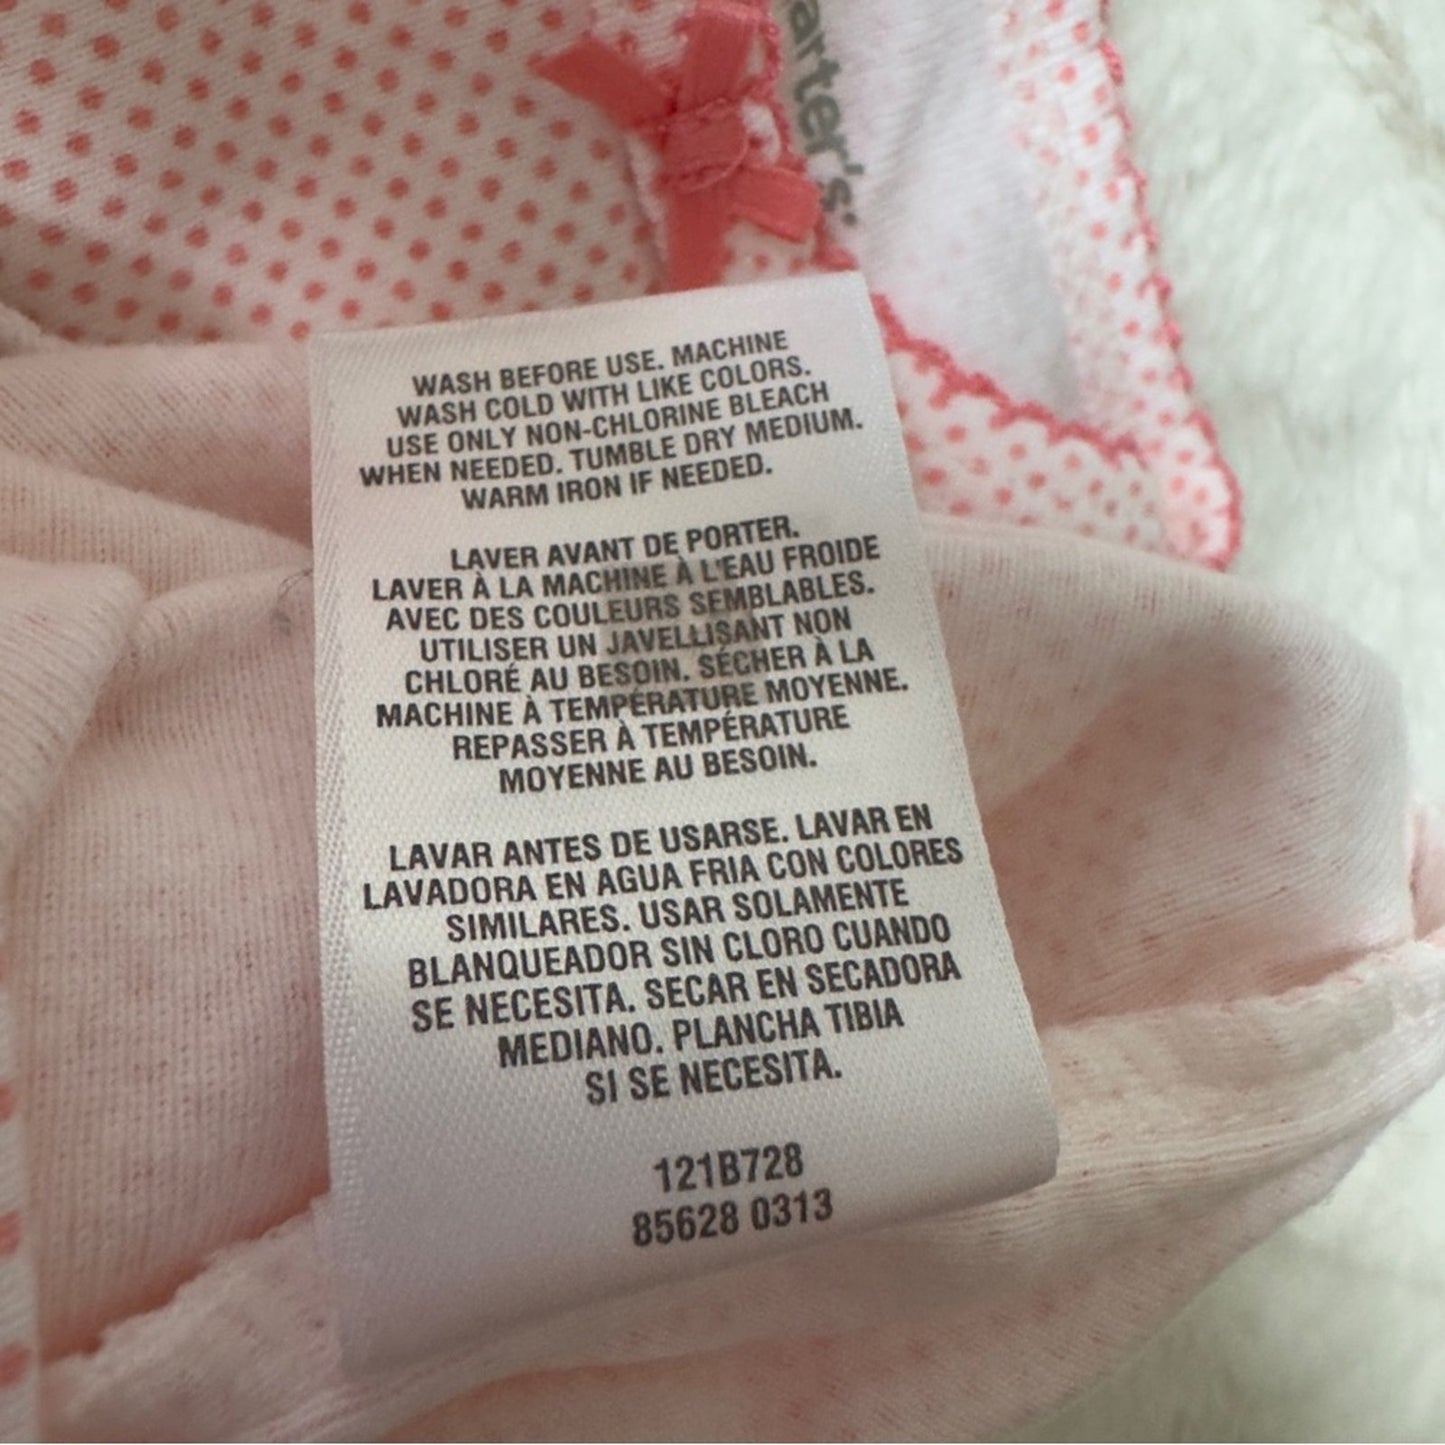 arter's
WASH BEFORE USE. MACHINE
WASH COLD WITH LIKE COLORS.
USE ONLY NON-CHLORINE BLEACH
WHEN NEEDED. TUMBLE DRY MEDIUM.
WARM IRON IF NEEDED.
LAVER AVANT DE PORTER.
LAVER À LA MACHINE À L'EAU FROIDE
AVEC DES COULEURS SEMBLABLES.
UTILISER UN JAVELLISANT NON
CHLORÉ AU BESOIN. SÉCHER À LA
MACHINE À TEMPÉRATURE MOYENNE.
REPASSER À TEMPÉRATURE
MOYENNE AU BESOIN.
LAVAR ANTES DE USARSE. LAVAR EN
LAVADORA EN AGUA FRIA CON COLORES
SIMILARES. USAR SOLAMENTE
BLANQUEADOR SIN CLORO CUANDO
SE NECESITA. SECAR EN SECADORA
MEDIANO. PLANCHA TIBIA
SI SE NECESITA.
121B728
85628 0313